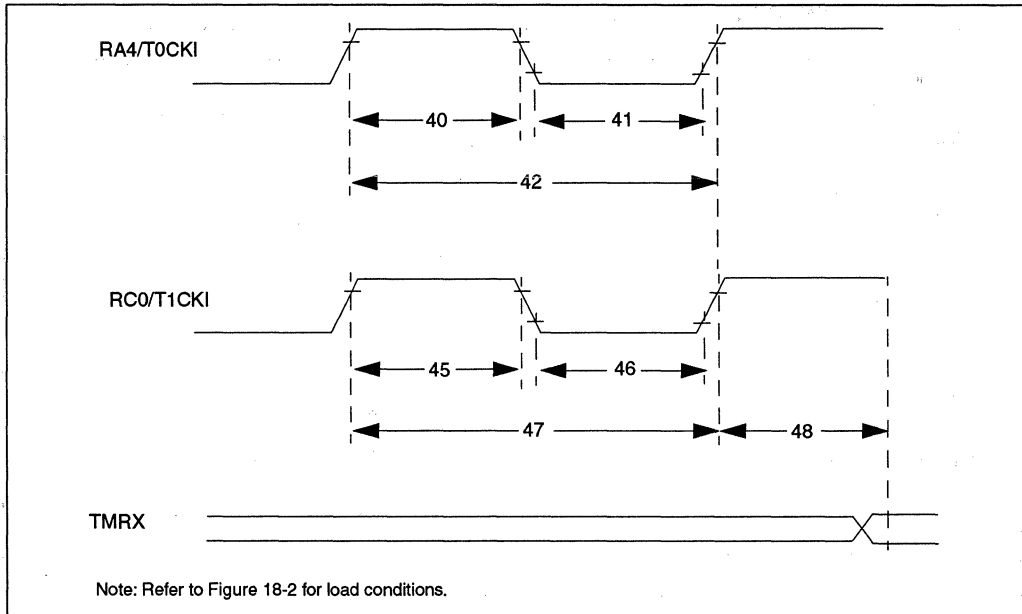 RA4/T0CKI
40
41
42
RC0/T1CKI
45
46
47
48
TMRX
Note: Refer to Figure 18-2 for load conditions.